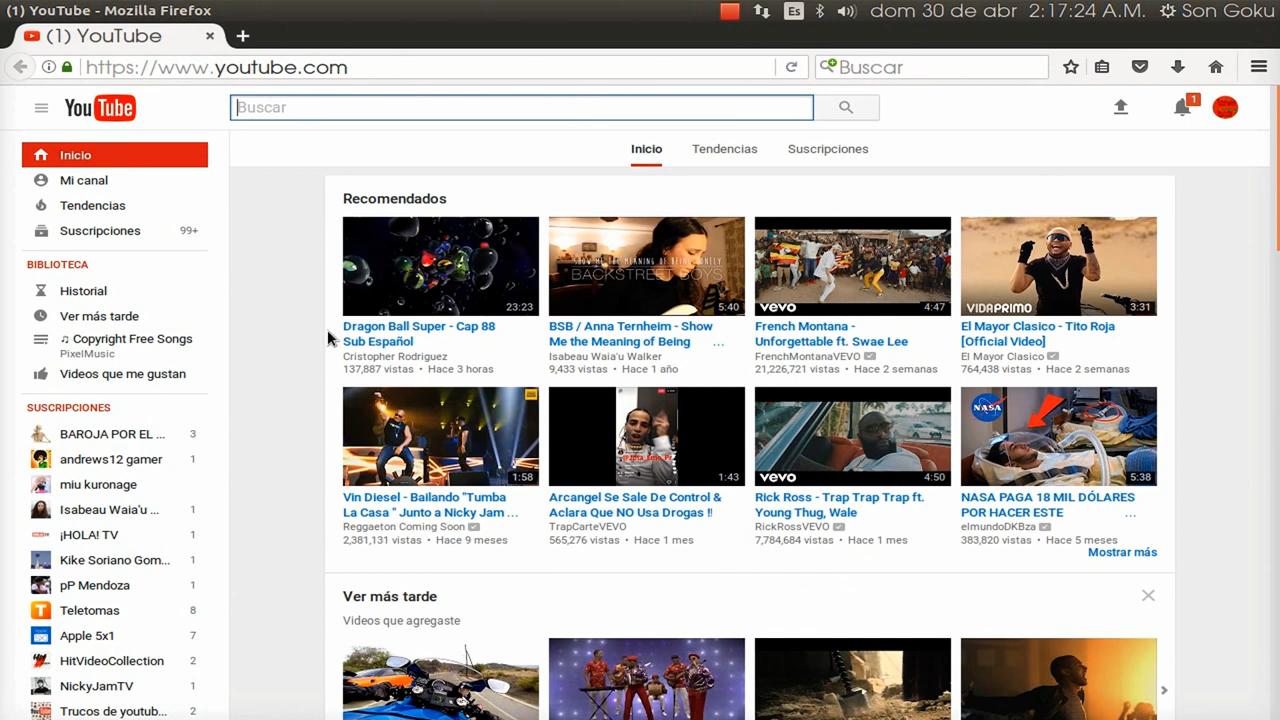 (1) YouTube - Mozilla Firefox
Es
dom 30 de abr 2:17:24 A.M.
Son Goku
(1) YouTube
https://www.youtube.com
Buscar
YouTube
Buscar
1
Inicio
Tendencias
Suscripciones
Inicio
Mi canal
Tendencias
Suscripciones 99+
BIBLIOTECA
Historial
Ver más tarde
♫ Copyright Free Songs
PixelMusic
Videos que me gustan
SUSCRIPCIONES
BAROJA POR EL ... 3
andrews12 gamer 1
miu kuronage
Isabeau Waia'u ... 1
¡HOLA! TV 1
Kike Soriano Gom... 1
pP Mendoza 1
Teletomas 8
Apple 5x1 7
HitVideoCollection 2
NickyJamTV 1
Trucos de youtub... 2
Recomendados
23:23
Dragon Ball Super - Cap 88
Sub Español
Cristopher Rodriguez
137,887 vistas • Hace 3 horas
SHOW ME THE MEANING OF BEING LONELY
BACKSTREET BOYS
5:40
BSB / Anna Ternheim - Show
Me the Meaning of Being ...
Isabeau Waia'u Walker
9,433 vistas • Hace 1 año
vevo
4:47
French Montana -
Unforgettable ft. Swae Lee
FrenchMontanaVEVO
21,226,721 vistas • Hace 2 semanas
VIDAPRIMO
3:31
El Mayor Clasico - Tito Roja
[Official Video]
El Mayor Clasico
764,438 vistas • Hace 2 semanas
1:58
Vin Diesel - Bailando "Tumba
La Casa " Junto a Nicky Jam ...
Reggaeton Coming Soon
2,381,131 vistas • Hace 9 meses
1:43
Arcangel Se Sale De Control &
Aclara Que NO Usa Drogas !!
TrapCarteVEVO
565,276 vistas • Hace 1 mes
vevo
4:50
Rick Ross - Trap Trap Trap ft.
Young Thug, Wale
RickRossVEVO
7,784,684 vistas • Hace 1 mes
NASA
5:38
NASA PAGA 18 MIL DÓLARES
POR HACER ESTE ...
elmundoDKBza
383,820 vistas • Hace 5 meses
Mostrar más
Ver más tarde
Videos que agregaste